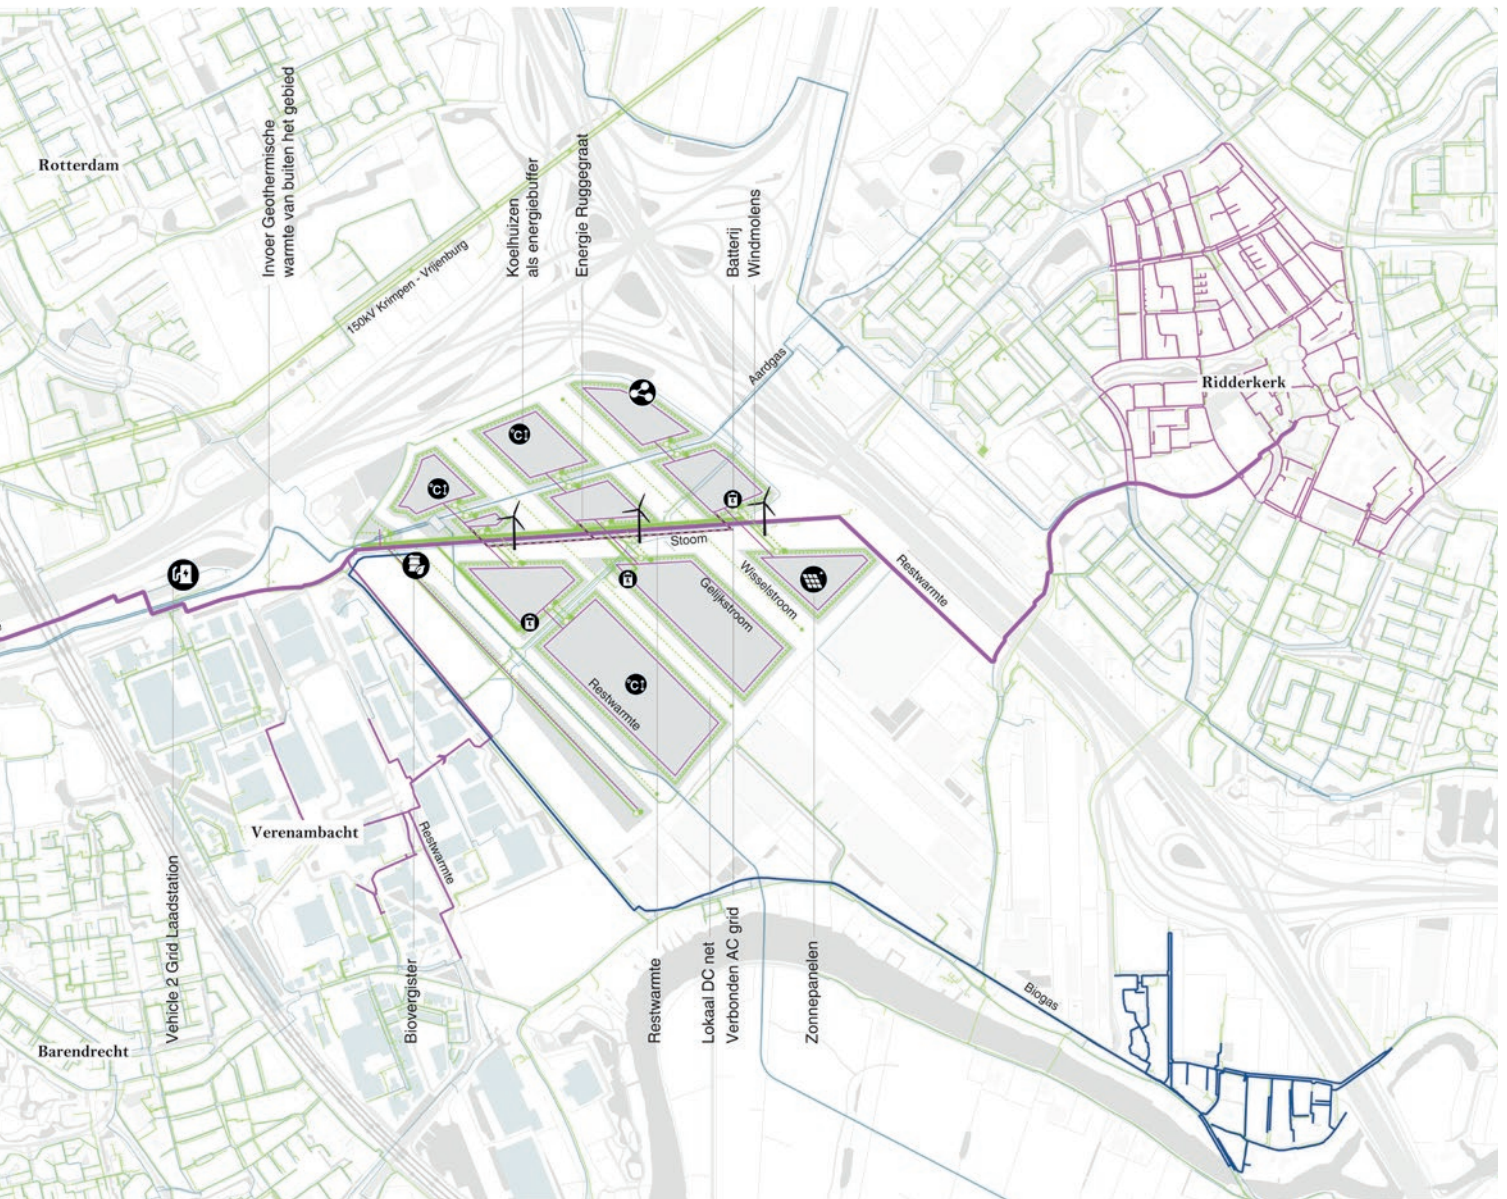 Rotterdam
Invoer Geothermische
warmte van buiten het gebied
150kV Krimpen - Vrijenburg
Koelhuizen
als energiebuffer
Energie Ruggegraat
Batterij
Windmolens
Aardgas
Ridderkerk
°C
°C
Stoom
Wisselstroom
Gelijkstroom
Restwarmte
°C
Restwarmte
Verenambacht
Restwarmte
Vehicle 2 Grid Laadstation
Biovergister
Restwarmte
Lokaal DC net
Verbonden AC grid
Zonnepanelen
Biogas
Barendrecht